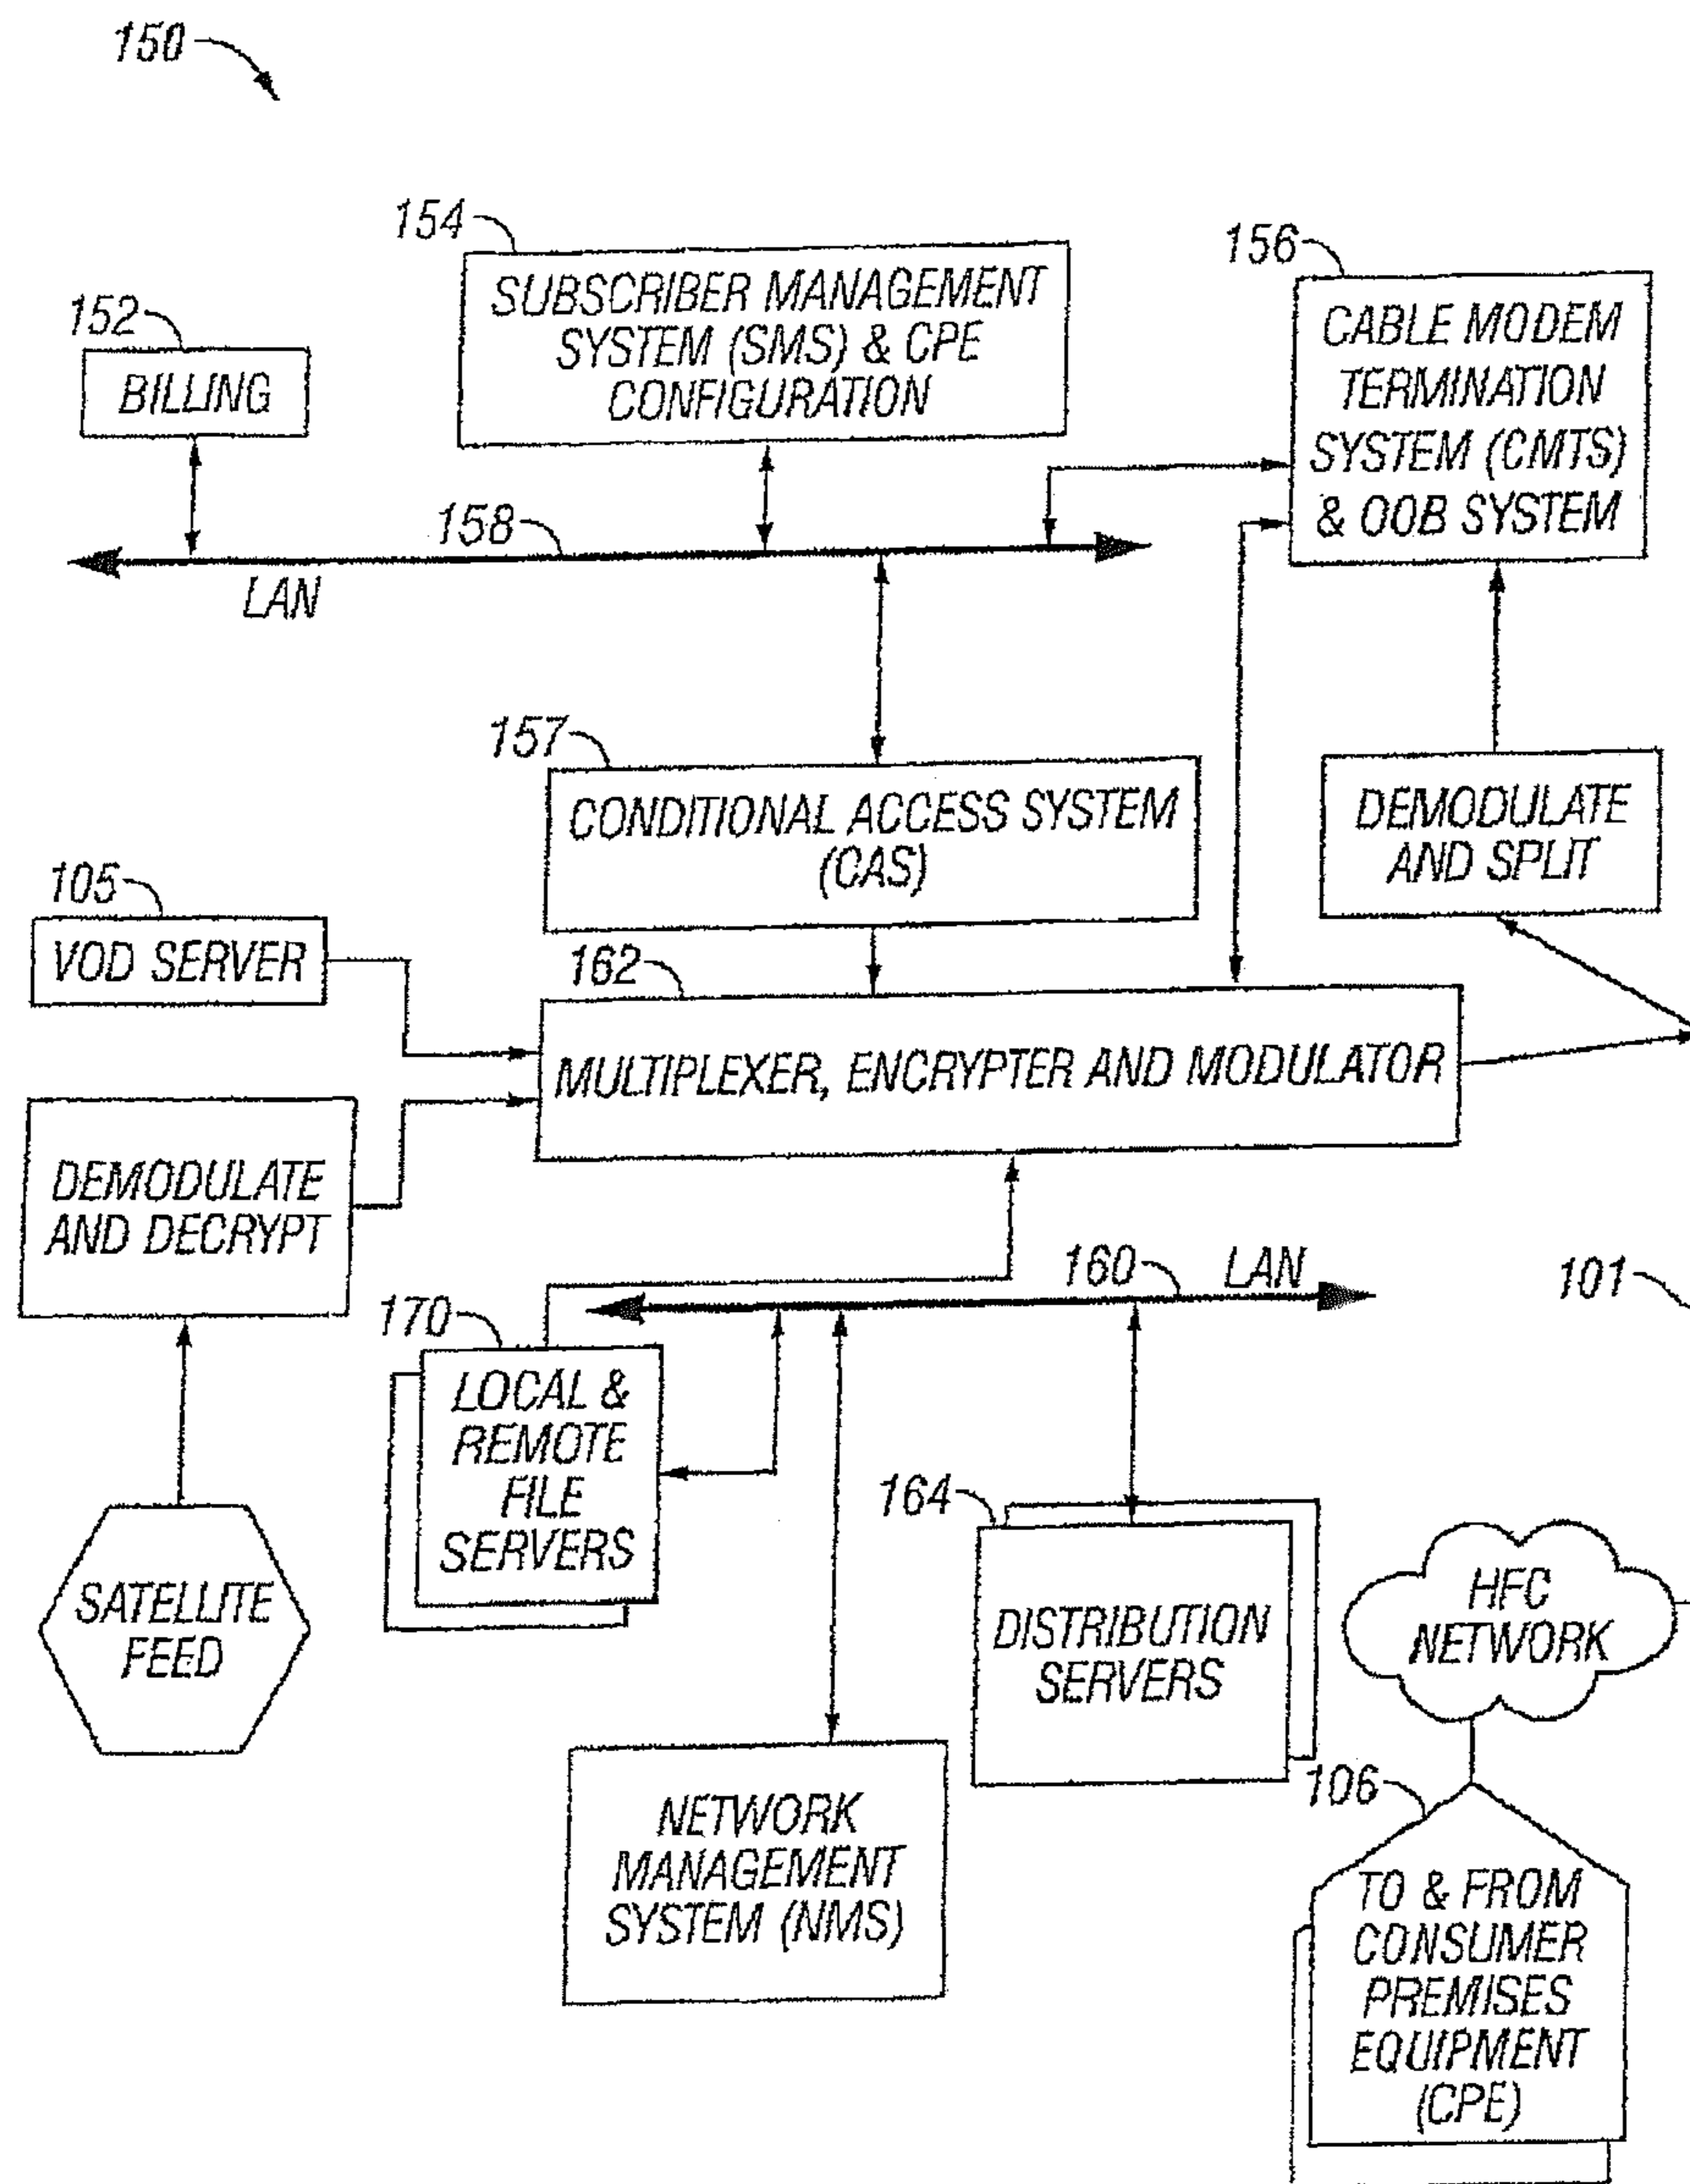 150
154
SUBSCRIBER MANAGEMENT
SYSTEM (SMS) & CPE
CONFIGURATION
156
CABLE MODEM
TERMINATION
SYSTEM (CMTS)
& OOB SYSTEM
152
BILLING
158
LAN
157
CONDITIONAL ACCESS SYSTEM
(CAS)
DEMODULATE
AND SPLIT
105
VOD SERVER
162
MULTIPLEXER, ENCRYPTER AND MODULATOR
DEMODULATE
AND DECRYPT
160
LAN
101
170
LOCAL &
REMOTE
FILE
SERVERS
164
DISTRIBUTION
SERVERS
HFC
NETWORK
SATELLITE
FEED
NETWORK
MANAGEMENT
SYSTEM (NMS)
106
TO & FROM
CONSUMER
PREMISES
EQUIPMENT
(CPE)